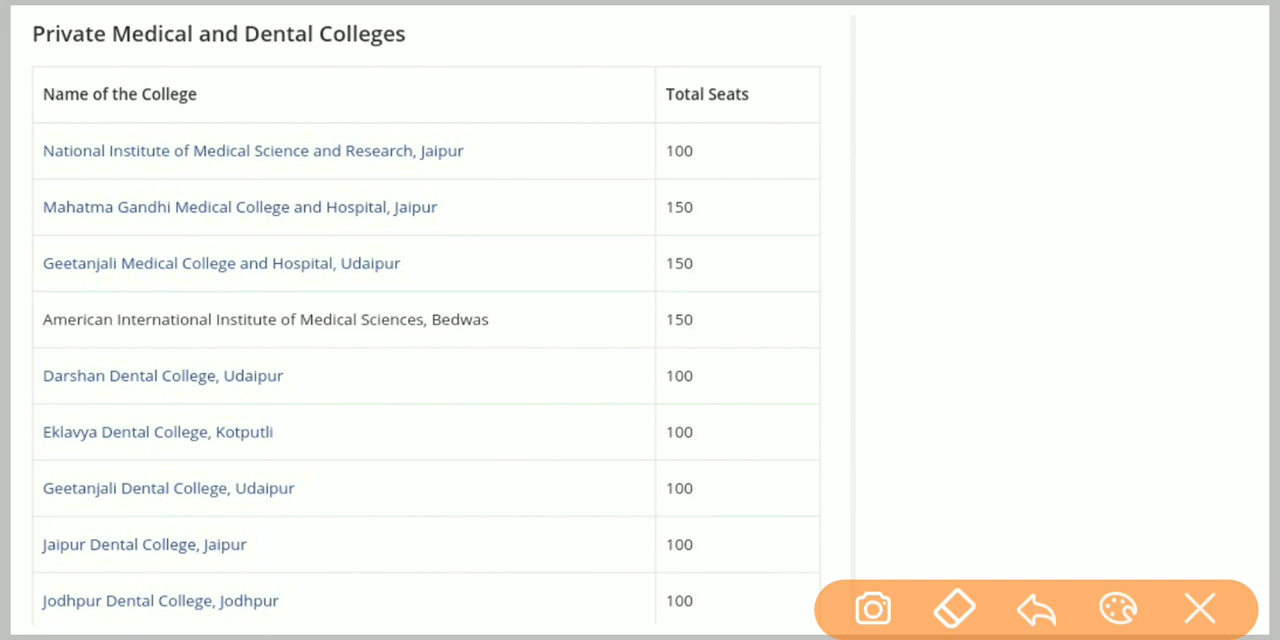 Private Medical and Dental Colleges
Name of the College Total Seats
National Institute of Medical Science and Research, Jaipur 100
Mahatma Gandhi Medical College and Hospital, Jaipur 150
Geetanjali Medical College and Hospital, Udaipur 150
American International Institute of Medical Sciences, Bedwas 150
Darshan Dental College, Udaipur 100
Eklavya Dental College, Kotputli 100
Geetanjali Dental College, Udaipur 100
Jaipur Dental College, Jaipur 100
Jodhpur Dental College, Jodhpur 100